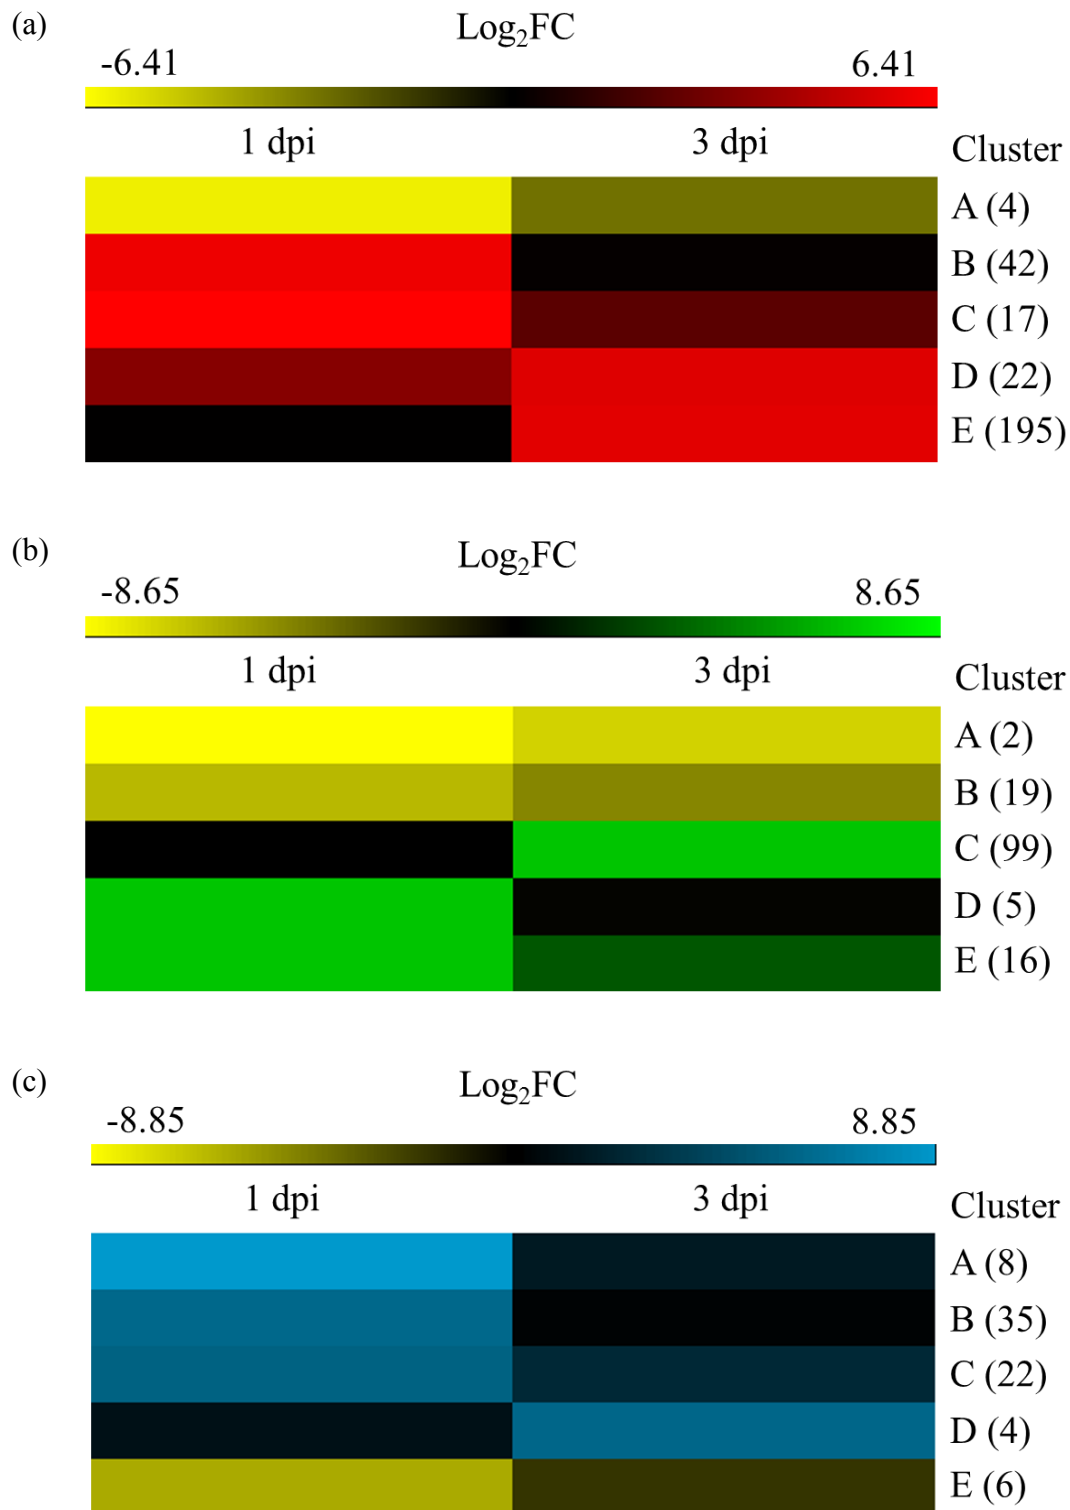 (a)
Log₂FC
-6.41 6.41
1 dpi 3 dpi Cluster
A (4)
B (42)
C (17)
D (22)
E (195)
(b)
Log₂FC
-8.65 8.65
1 dpi 3 dpi Cluster
A (2)
B (19)
C (99)
D (5)
E (16)
(c)
Log₂FC
-8.85 8.85
1 dpi 3 dpi Cluster
A (8)
B (35)
C (22)
D (4)
E (6)